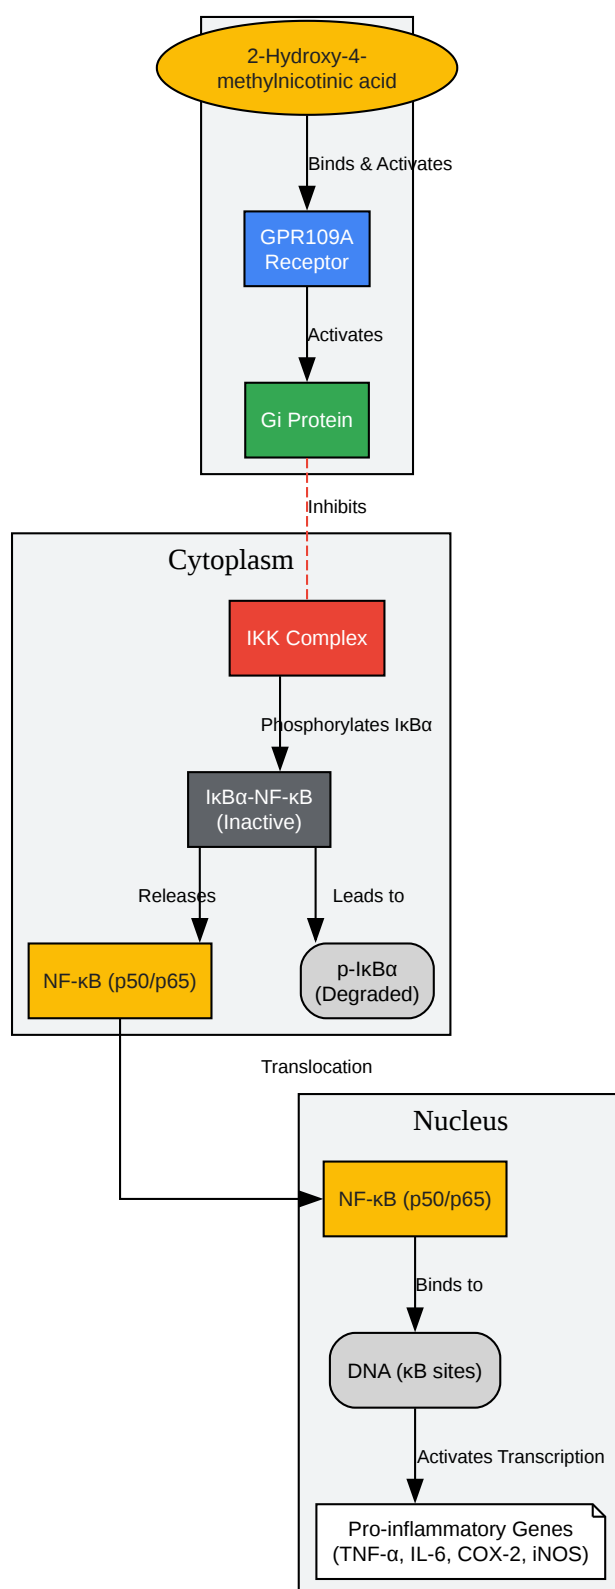 2-Hydroxy-4-
methylnicotinic acid
Binds & Activates
GPR109A
Receptor
Activates
Gi Protein
Inhibits
Cytoplasm
IKK Complex
Phosphorylates IκBα
IκBα-NF-κB
(Inactive)
Releases
Leads to
NF-κB (p50/p65)
p-IκBα
(Degraded)
Translocation
Nucleus
NF-κB (p50/p65)
Binds to
DNA (κB sites)
Activates Transcription
Pro-inflammatory Genes
(TNF-α, IL-6, COX-2, iNOS)